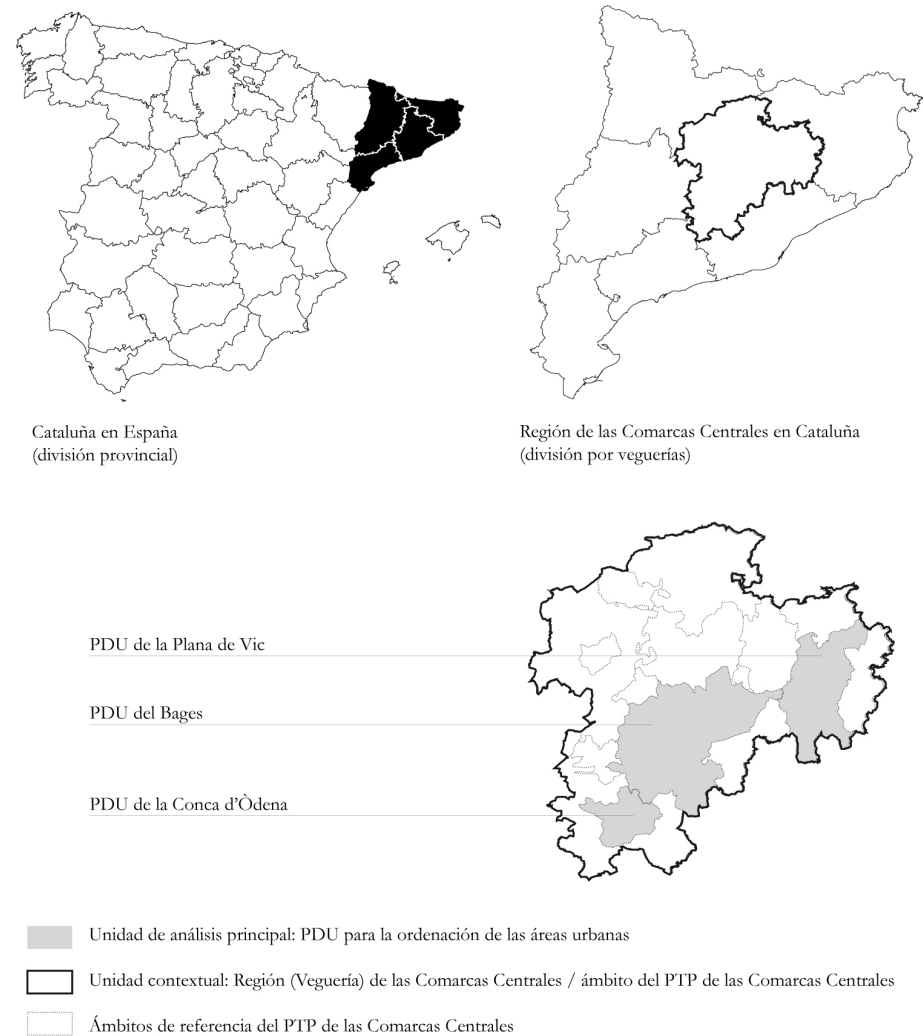 Cataluña en España
(división provincial)
Región de las Comarcas Centrales en Cataluña
(división por veguerías)
PDU de la Plana de Vic
PDU del Bages
PDU de la Conca d'Òdena
Unidad de análisis principal: PDU para la ordenación de las áreas urbanas
Unidad contextual: Región (Veguería) de las Comarcas Centrales / ámbito del PTP de las Comarcas Centrales
Ámbitos de referencia del PTP de las Comarcas Centrales